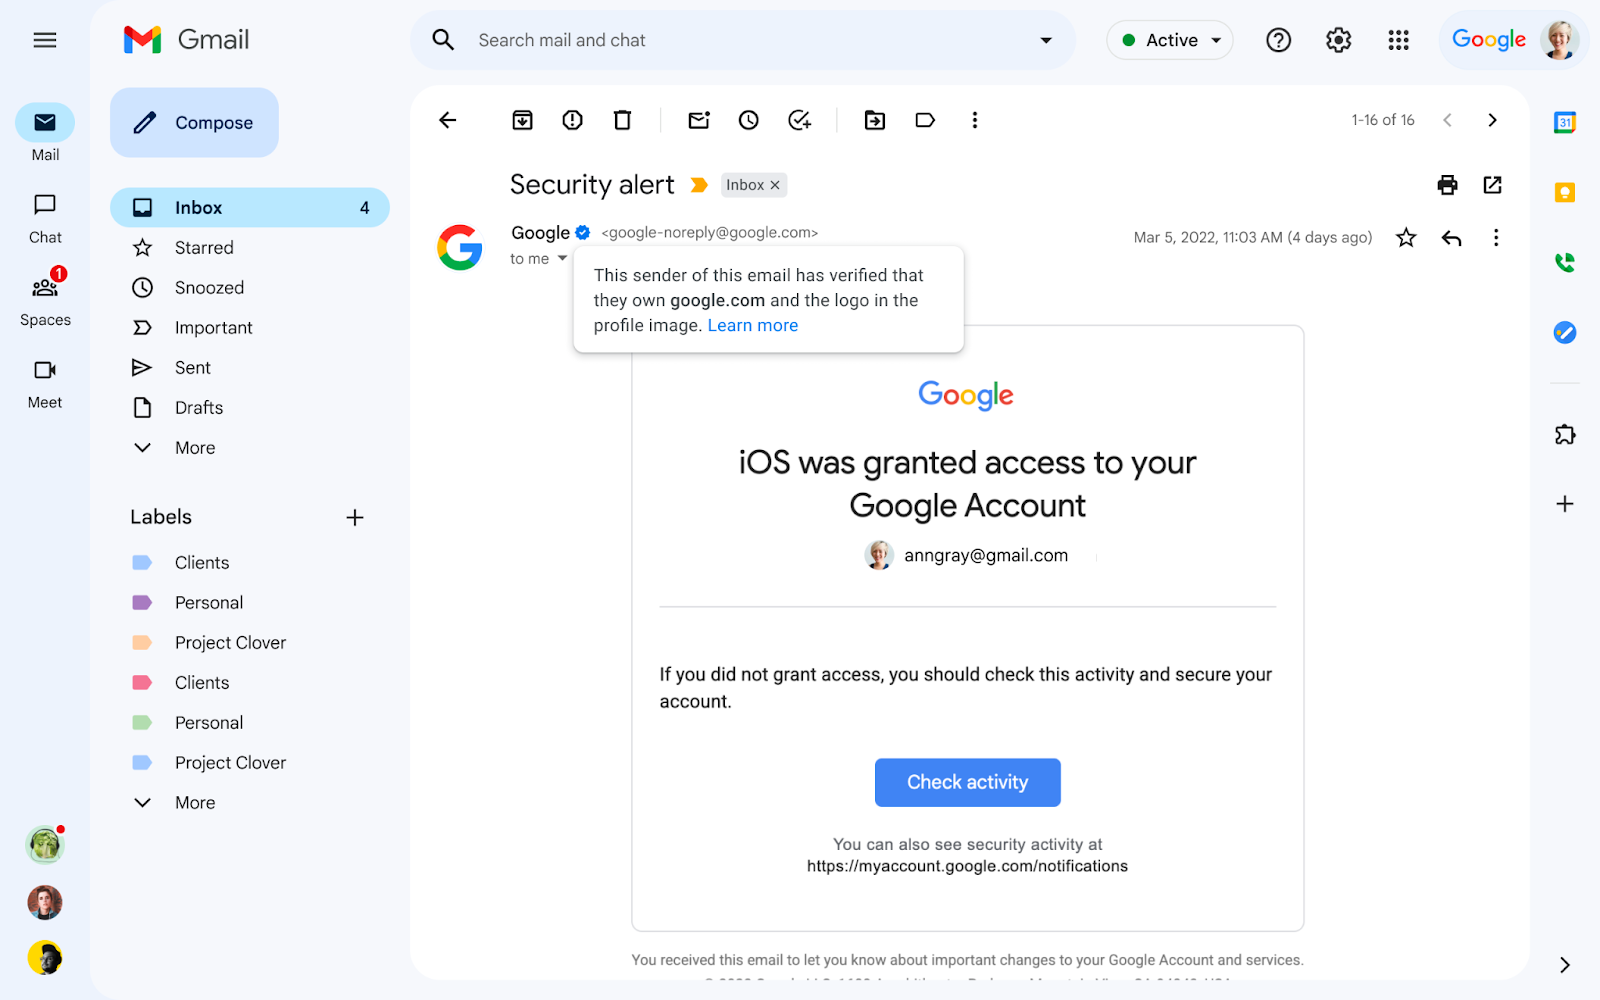 Gmail
Search mail and chat
Active
Google
Mail
Chat
1
Spaces
Meet
Compose
Inbox 4
Starred
Snoozed
Important
Sent
Drafts
More
Labels
Clients
Personal
Project Clover
Clients
Personal
Project Clover
More
1-16 of 16
31
Security alert Inbox
Google <google-noreply@google.com>
Mar 5, 2022, 11:03 AM (4 days ago)
to me
This sender of this email has verified that
they own google.com and the logo in the
profile image. Learn more
Google
iOS was granted access to your
Google Account
anngray@gmail.com
If you did not grant access, you should check this activity and secure your
account.
Check activity
You can also see security activity at
https://myaccount.google.com/notifications
You received this email to let you know about important changes to your Google Account and services.